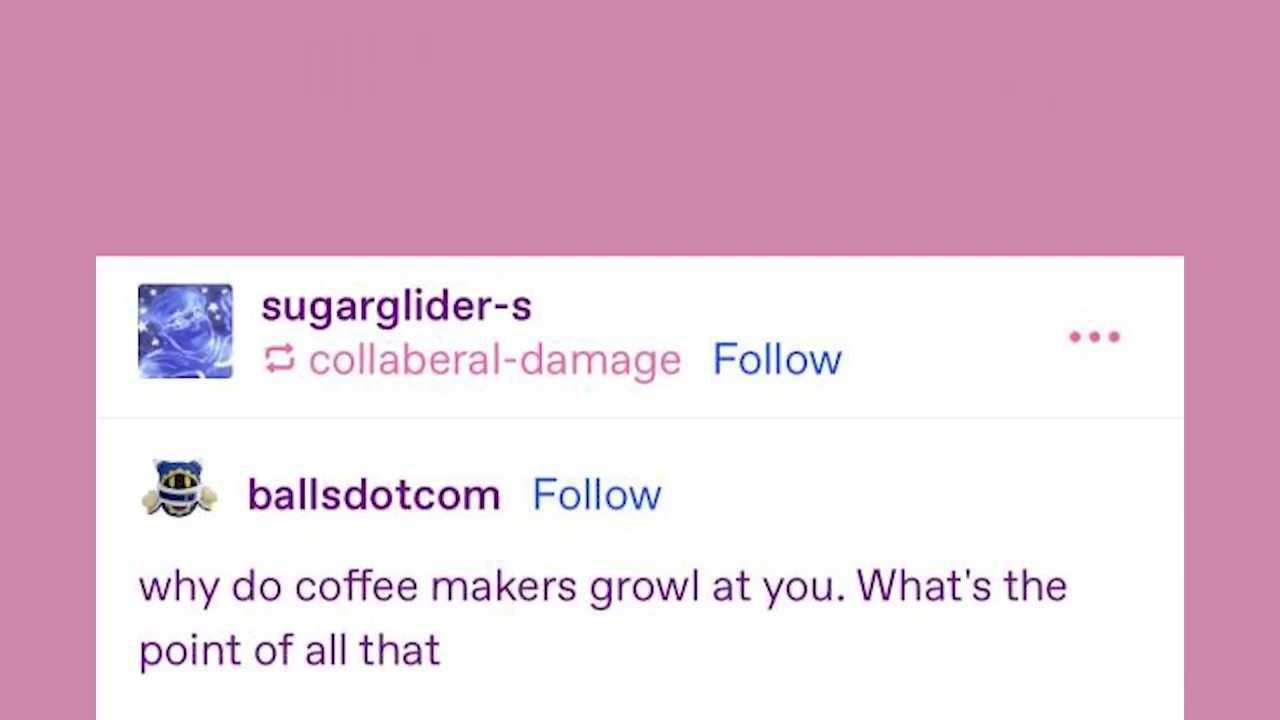 sugarglider-s
collaberal-damage Follow
ballsdotcom Follow
why do coffee makers growl at you. What's the
point of all that